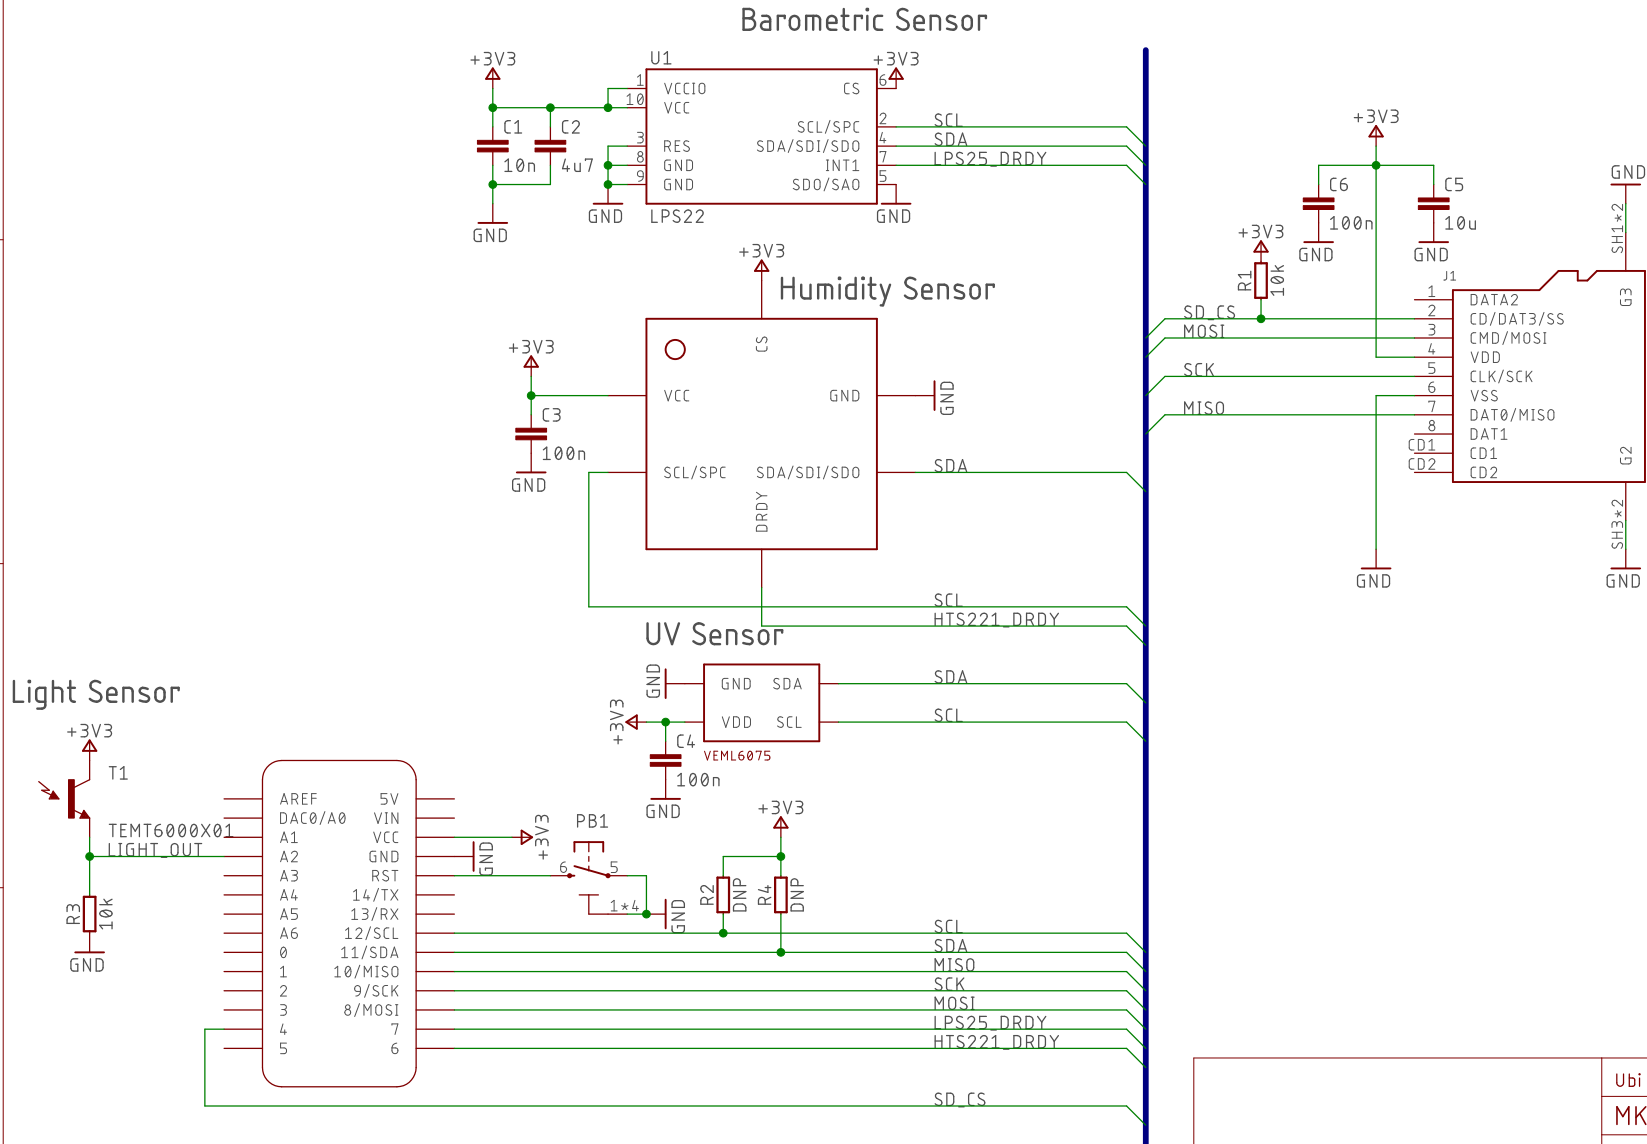 Barometric Sensor
+3V3
U1
+3V3
1
VCCIO
CS
6
10
VCC
C1
10n
C2
4u7
3
RES
8
GND
9
GND
SCL/SPC
2
SCL
SDA/SDI/SDO
4
SDA
INT1
7
LPS25_DRDY
SDO/SAO
5
GND
GND
LPS22
GND
+3V3
Humidity Sensor
+3V3
CS
VCC
GND
GND
C3
100n
GND
SCL/SPC
SDA/SDI/SDO
SDA
DRDY
SCL
HTS221_DRDY
UV Sensor
GND
GND
SDA
SDA
+3V3
VDD
SCL
SCL
C4
100n
VEML6075
GND
Light Sensor
+3V3
T1
TEMT6000X01
LIGHT_OUT
R3
10k
GND
AREF
5V
DAC0/A0
VIN
A1
VCC
+3V3
A2
GND
GND
A3
RST
A4
14/TX
A5
13/RX
A6
12/SCL
0
11/SDA
1
10/MISO
2
9/SCK
3
8/MOSI
4
7
5
6
PB1
6
5
1*4
GND
+3V3
R2
DNP
R4
DNP
SCL
SDA
MISO
SCK
MOSI
LPS25_DRDY
HTS221_DRDY
SD_CS
+3V3
C6
100n
GND
C5
10u
GND
GND
SH1*2
+3V3
R1
10k
J1
G3
SD_CS
MOSI
SCK
MISO
1
DATA2
2
CD/DAT3/SS
3
CMD/MOSI
4
VDD
5
CLK/SCK
6
VSS
7
DAT0/MISO
8
DAT1
CD1
CD1
CD2
CD2
G2
SH3*2
GND
GND
Ubi
MK